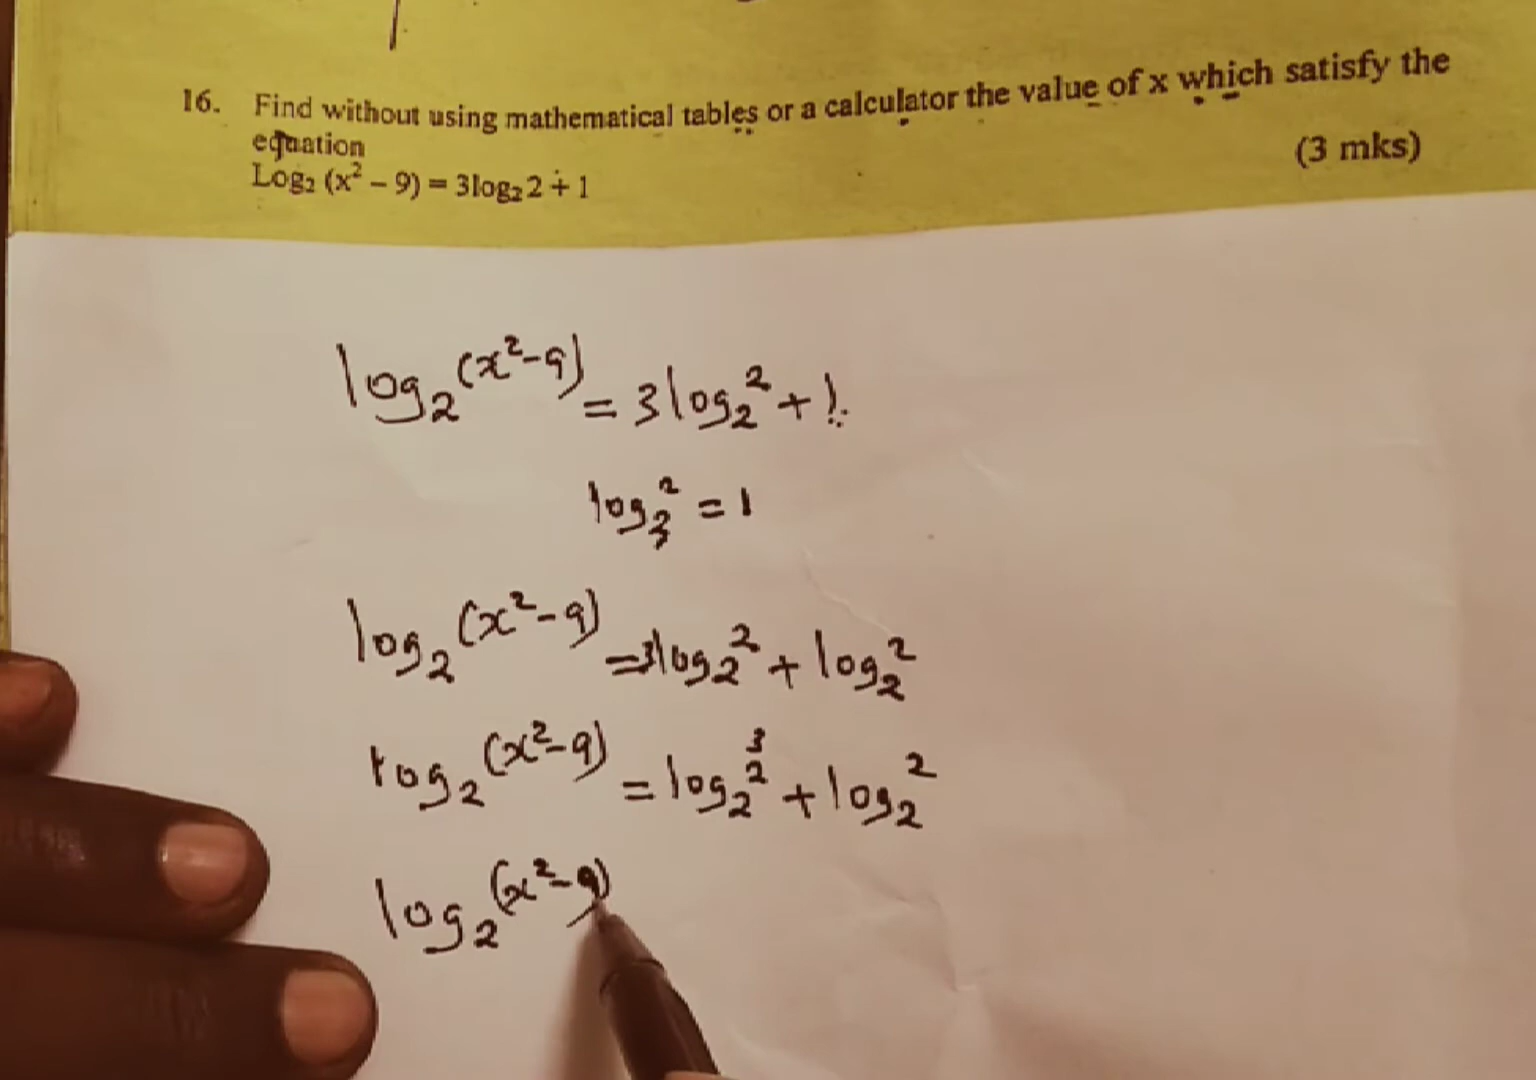 16. Find without using mathematical tables or a calculator the value of x which satisfy the
equation
(3 mks)
Log₂ (x² – 9) = 3log₂ 2 + 1
log₂ (x²-9) = 3log₂ 2 + 1
log₂ 2 = 1
log₂ (x²-9) = 3log₂ 2 + log₂ 2
log₂ (x²-9) = log₂ 2³ + log₂ 2
log₂ (x²-9)